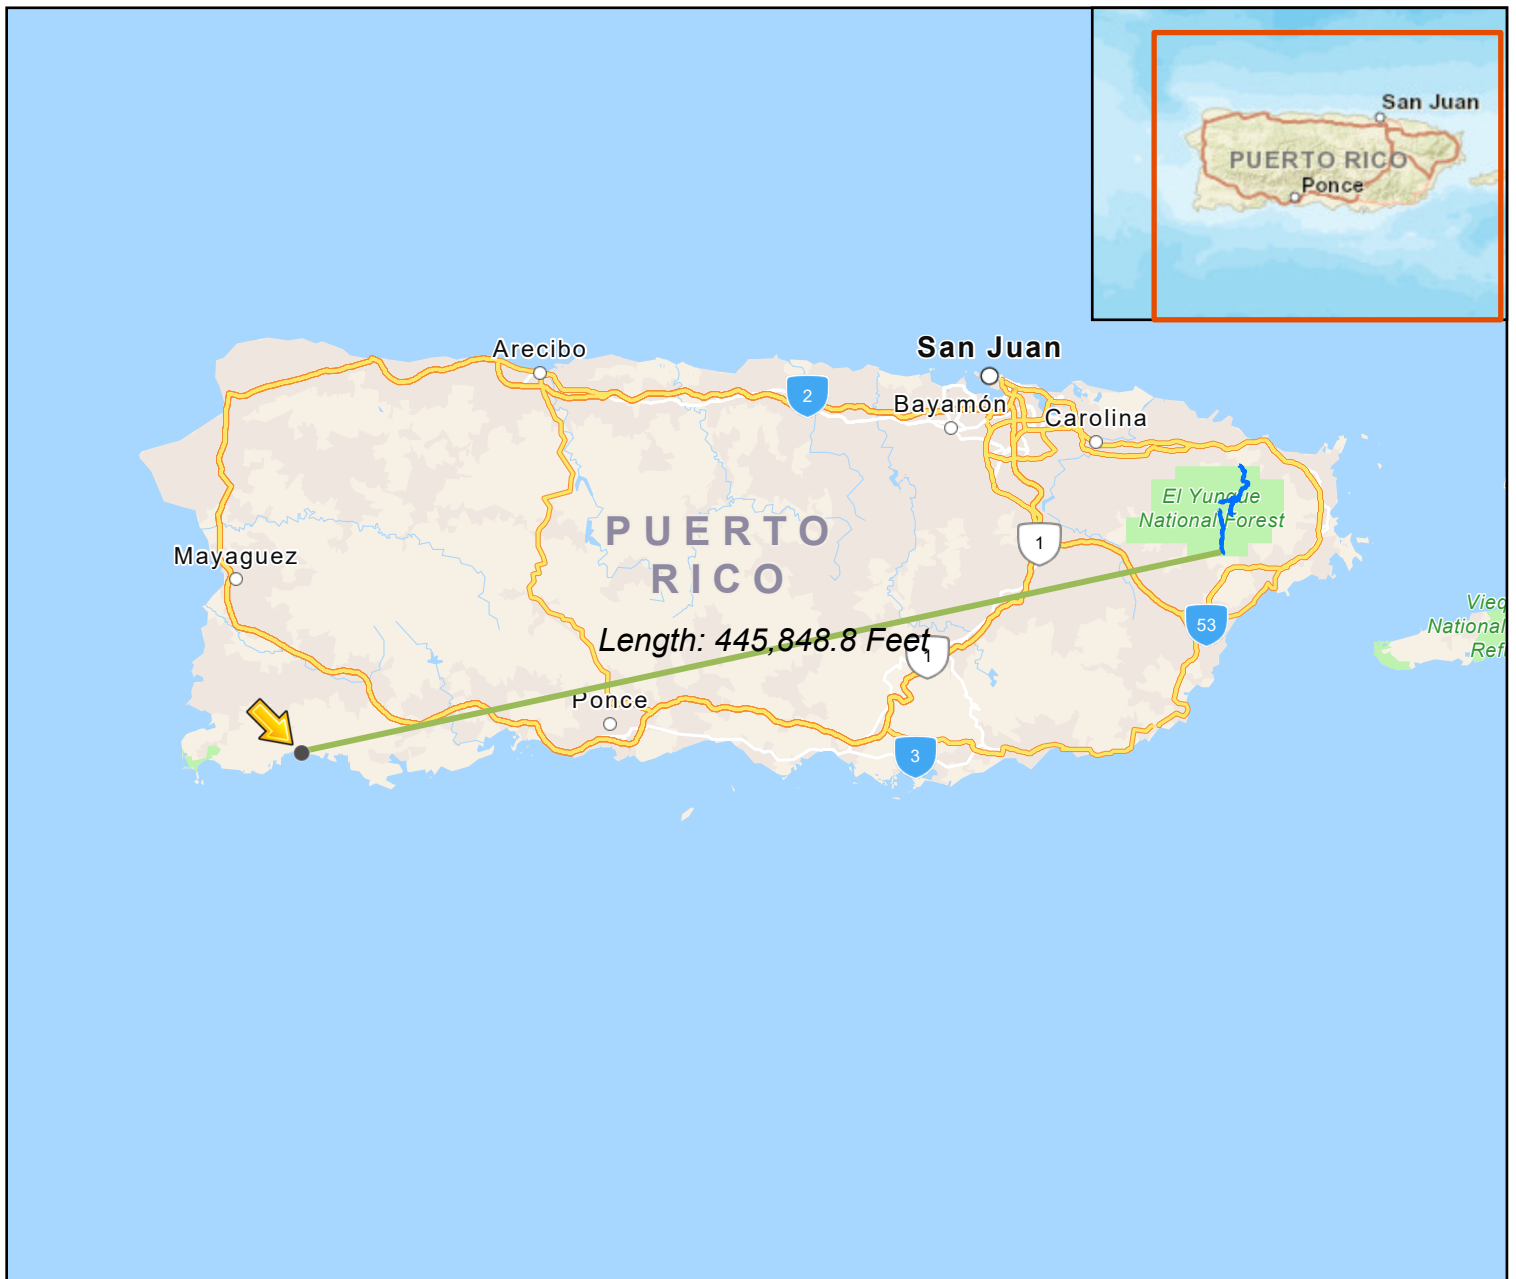 San Juan
PUERTO RICO
Ponce
Arecibo
San Juan
2
Bayamón
Carolina
El Yunque
National Forest
PUERTO
RICO
1
Mayaguez
Vieq
National
Ref
53
Length: 445,848.8 Feet
1
Ponce
3